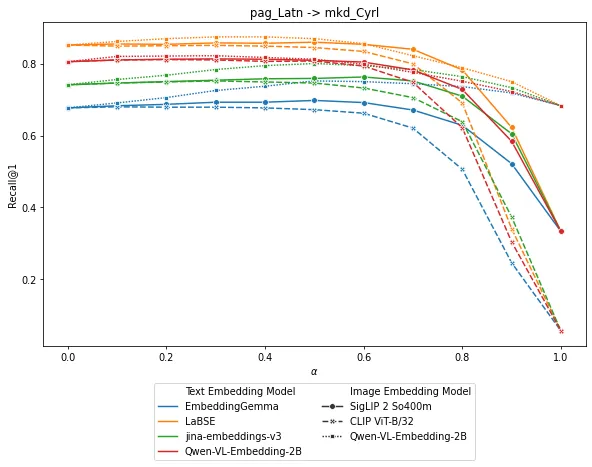 pag_Latn -> mkd_Cyrl
Recall@1
0.8
0.6
0.4
0.2
0.0 0.2 0.4 0.6 0.8 1.0
α
Text Embedding Model Image Embedding Model
EmbeddingGemma SigLIP 2 So400m
LaBSE CLIP ViT-B/32
jina-embeddings-v3 Qwen-VL-Embedding-2B
Qwen-VL-Embedding-2B